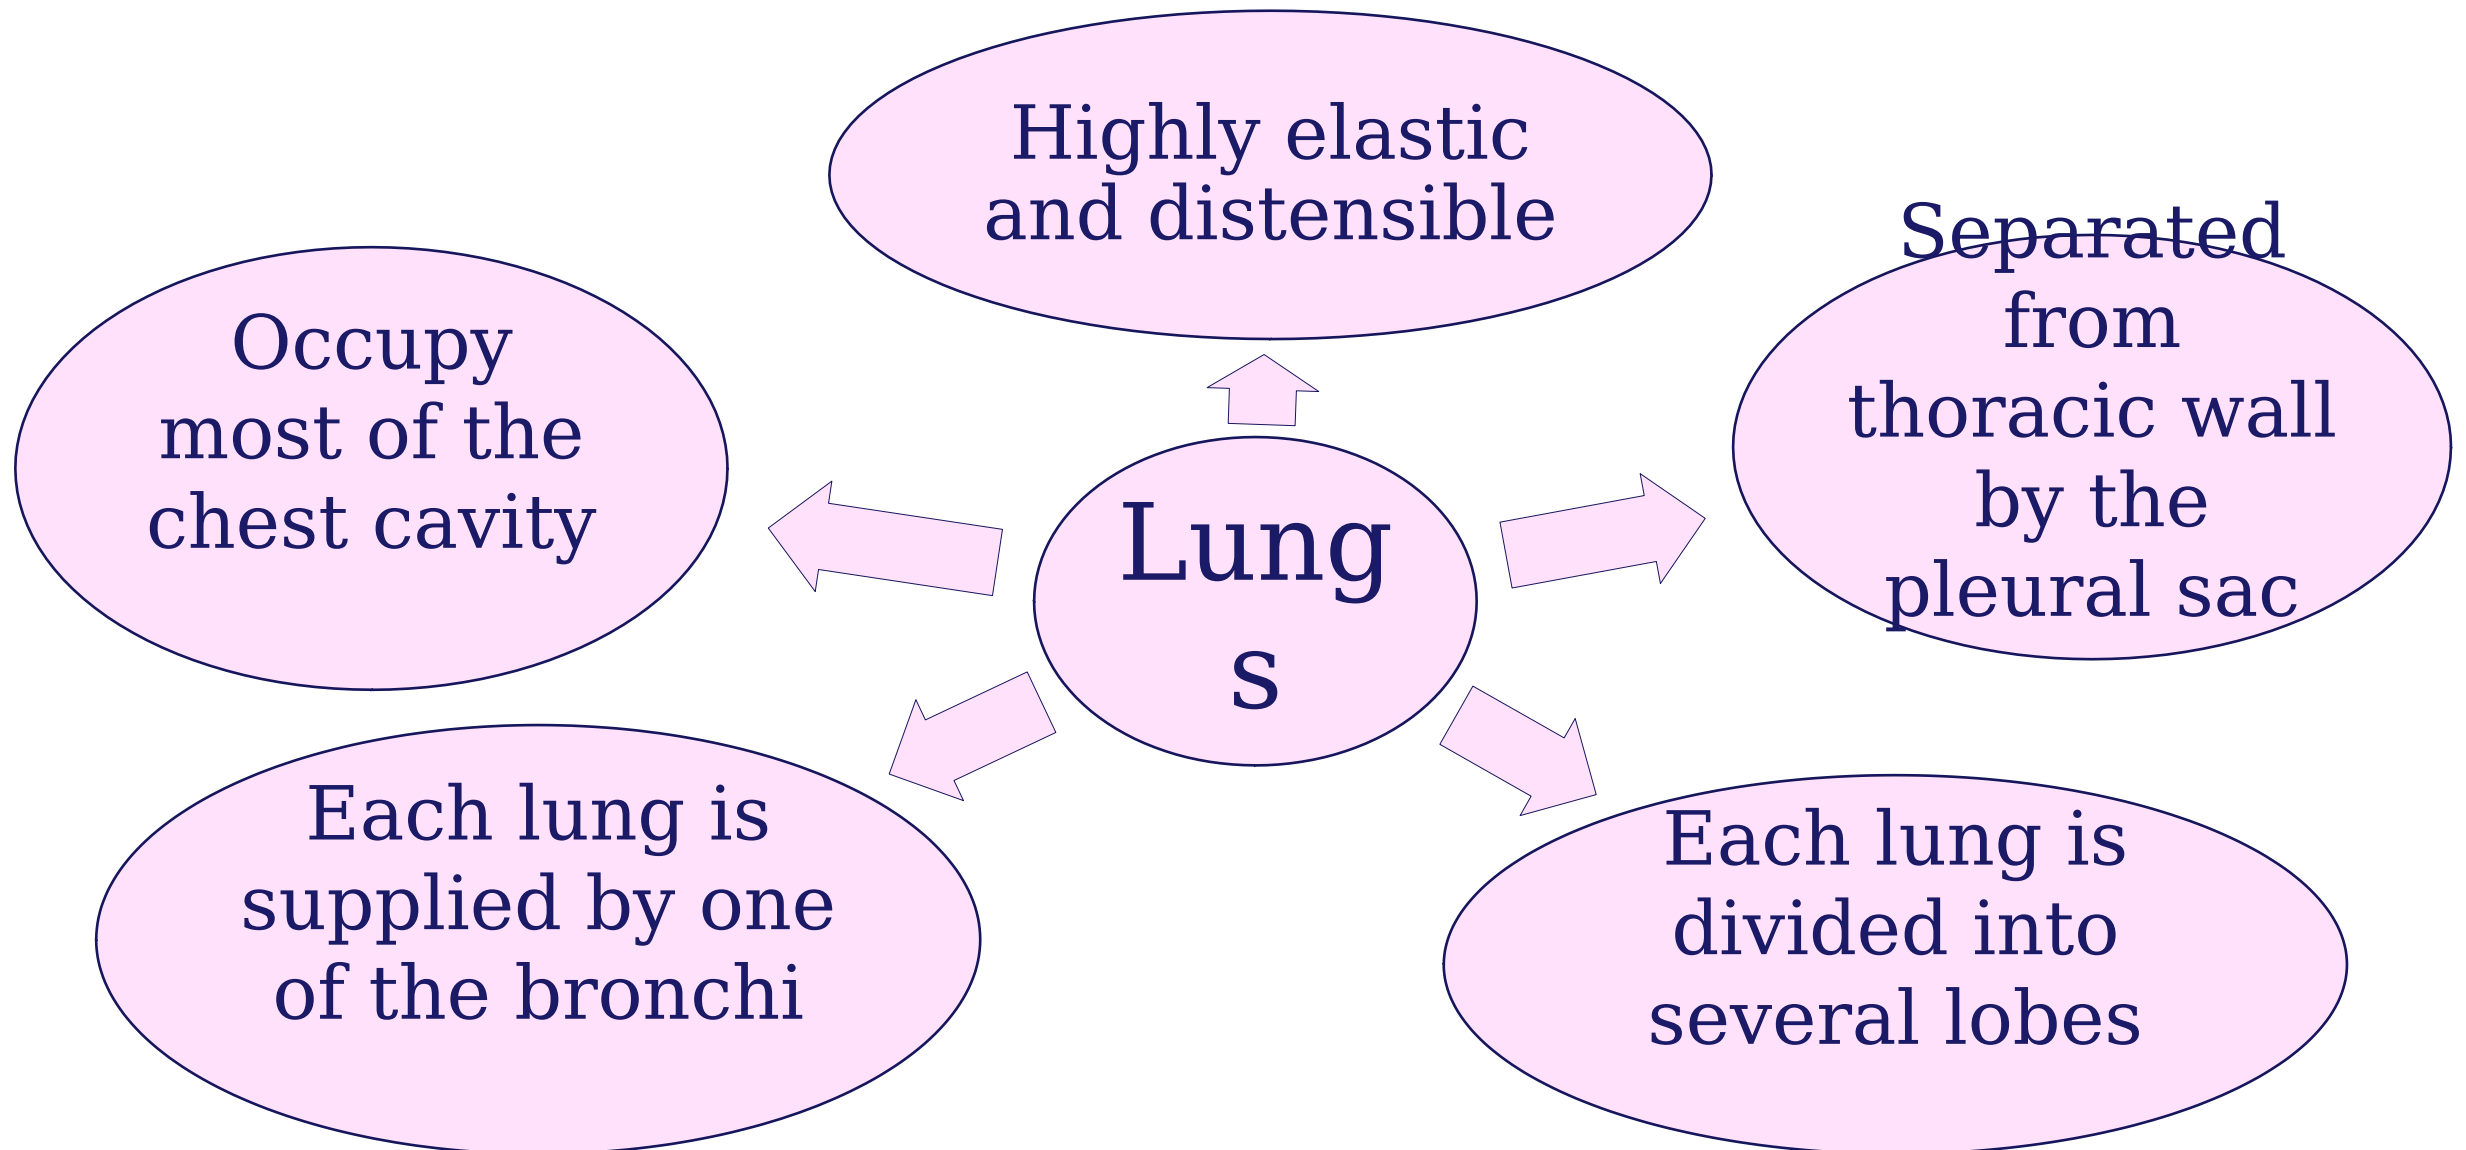 Highly elastic
and distensible
Occupy
most of the
chest cavity
Separated
from
thoracic wall
by the
pleural sac
Lung
s
Each lung is
supplied by one
of the bronchi
Each lung is
divided into
several lobes